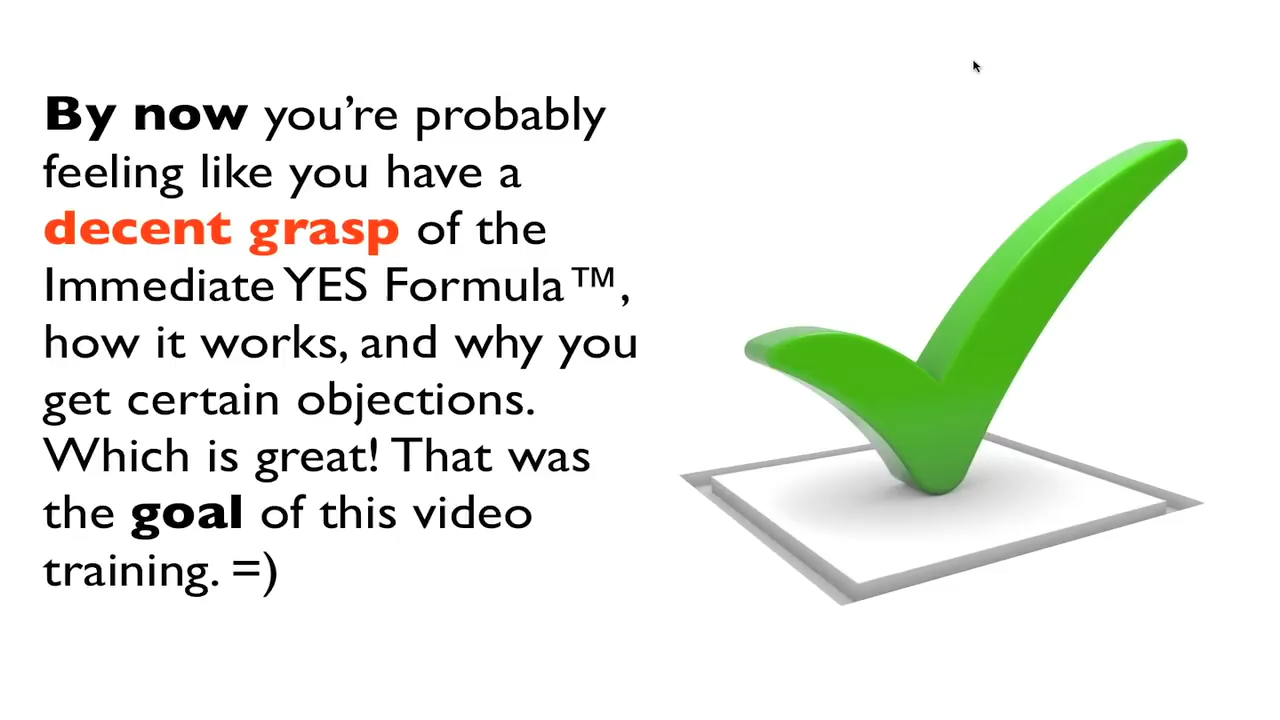 By now you’re probably
feeling like you have a
decent grasp of the
Immediate YES Formula™,
how it works, and why you
get certain objections.
Which is great! That was
the goal of this video
training. =)